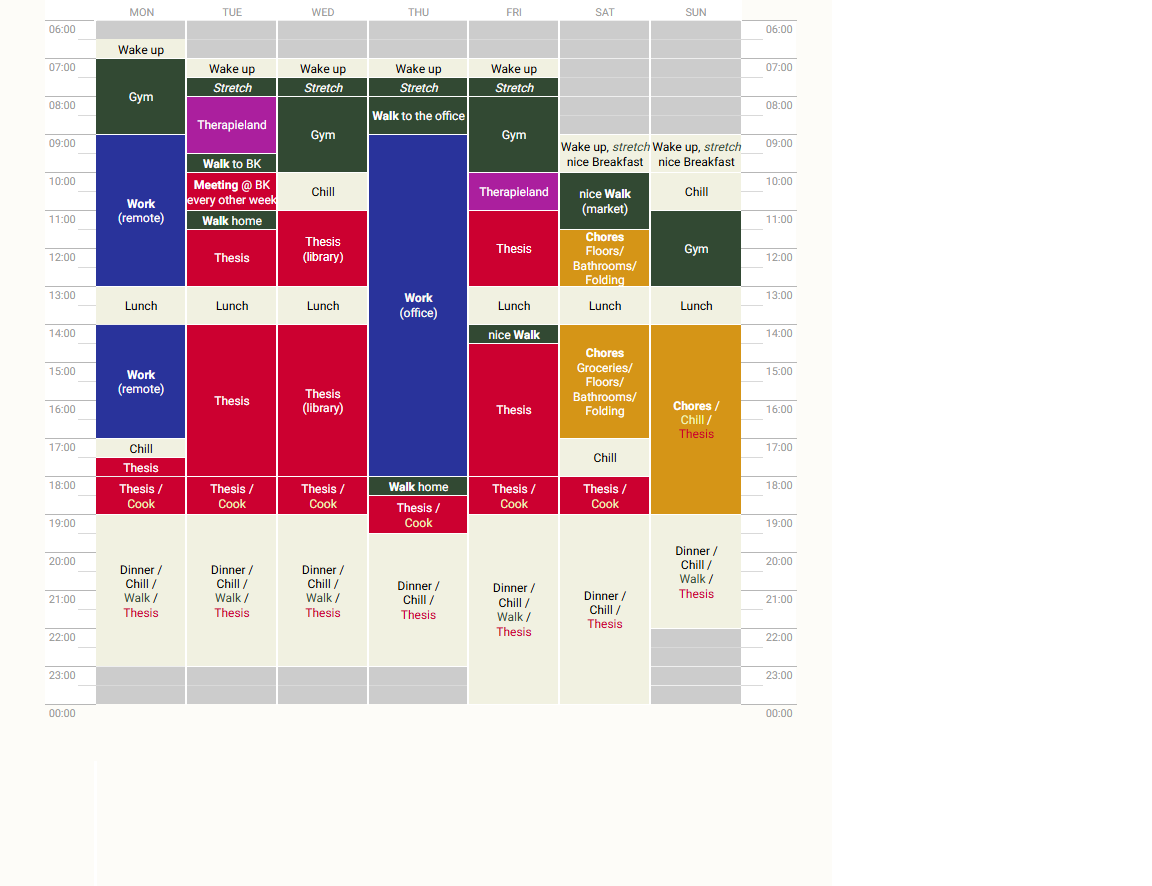 MON TUE WED THU FRI SAT SUN
06:00 06:00
Wake up
07:00 07:00
Wake up Wake up Wake up Wake up
Stretch Stretch Stretch Stretch
Gym
08:00 08:00
Walk to the office
Therapieland
Gym Gym
09:00 09:00
Wake up, stretch Wake up, stretch
nice Breakfast nice Breakfast
Walk to BK
10:00 10:00
Meeting @ BK
every other week
Chill Therapieland Chill
nice Walk
(market)
Work
(remote)
11:00 11:00
Walk home
Chores
Floors/
Bathrooms/
Folding
Thesis
(library)
Thesis Thesis Gym
12:00 12:00
13:00 13:00
Lunch Lunch Lunch Lunch Lunch Lunch
Work
(office)
14:00 14:00
nice Walk
Chores
Groceries/
Floors/
Bathrooms/
Folding
15:00 15:00
Work
(remote)
Thesis
Thesis
(library)
Thesis
16:00 16:00
Chores /
Chill /
Thesis
17:00 17:00
Chill Chill
Thesis
18:00 18:00
Thesis /
Cook
Thesis /
Cook
Thesis /
Cook
Walk home
Thesis /
Cook
Thesis /
Cook
Thesis /
Cook
19:00 19:00
20:00 20:00
Dinner /
Chill /
Walk /
Thesis
Dinner /
Chill /
Walk /
Thesis
Dinner /
Chill /
Walk /
Thesis
Dinner /
Chill /
Thesis
Dinner /
Chill /
Walk /
Thesis
Dinner /
Chill /
Thesis
Dinner /
Chill /
Walk /
Thesis
21:00 21:00
22:00 22:00
23:00 23:00
00:00 00:00